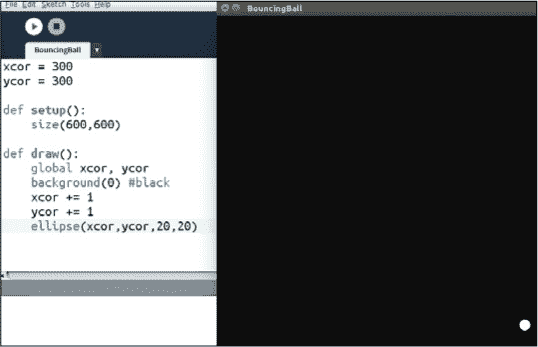 File Edit Sketch Tools Help
BouncingBall
BouncingBall
xcor = 300
ycor = 300
def setup():
    size(600,600)
def draw():
    global xcor, ycor
    background(0) #black
    xcor += 1
    ycor += 1
    ellipse(xcor,ycor,20,20)